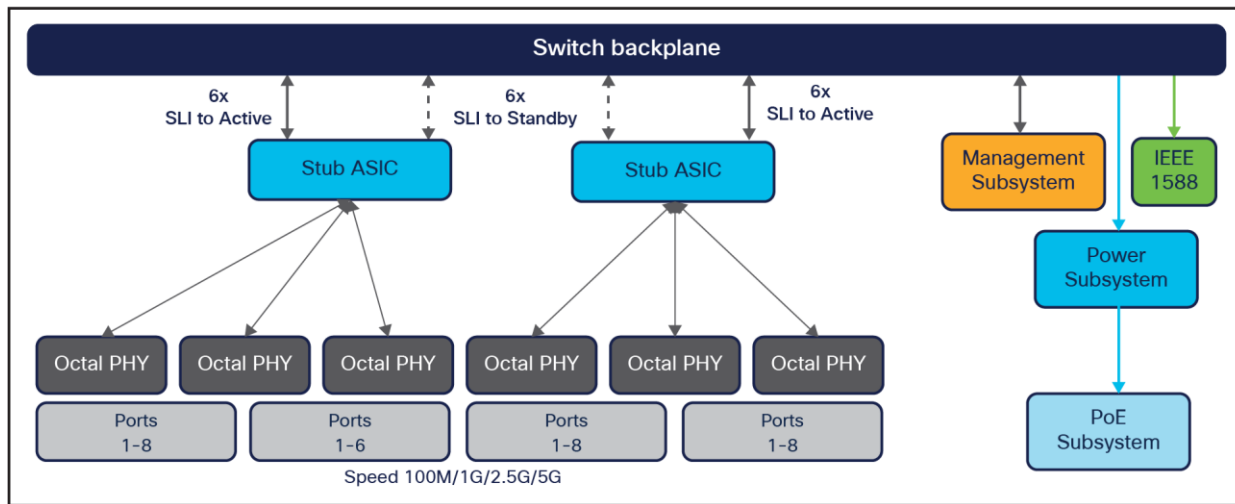 Switch backplane
6x
SLI to Active
6x
SLI to Standby
6x
SLI to Active
Stub ASIC
Stub ASIC
Management
Subsystem
IEEE
1588
Power
Subsystem
Octal PHY
Octal PHY
Octal PHY
Octal PHY
Octal PHY
Octal PHY
Ports
1-8
Ports
1-6
Ports
1-8
Ports
1-8
PoE
Subsystem
Speed 100M/1G/2.5G/5G